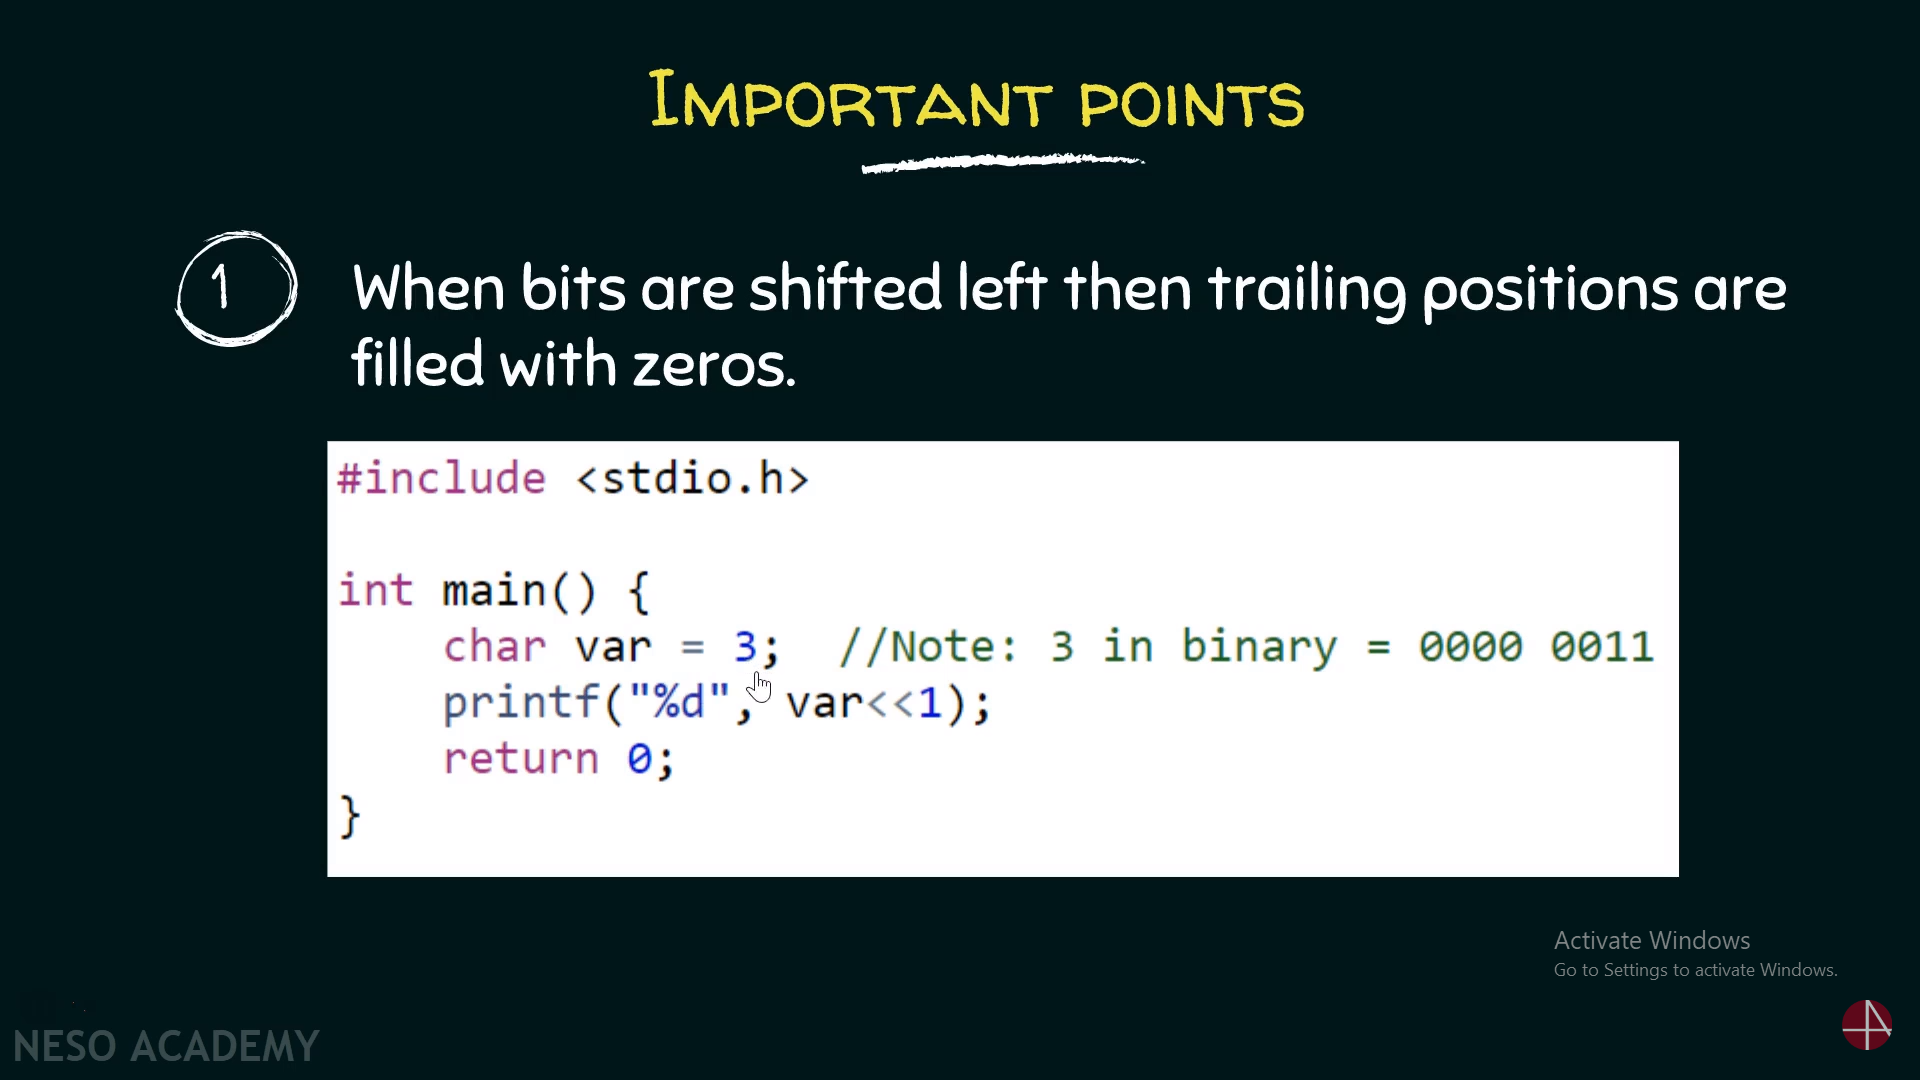 IMPORTANT POINTS
1
When bits are shifted left then trailing positions are
filled with zeros.
#include <stdio.h>
int main() {
char var = 3; //Note: 3 in binary = 0000 0011
printf("%d", var<<1);
return 0;
}
Activate Windows
Go to Settings to activate Windows.
NESO ACADEMY